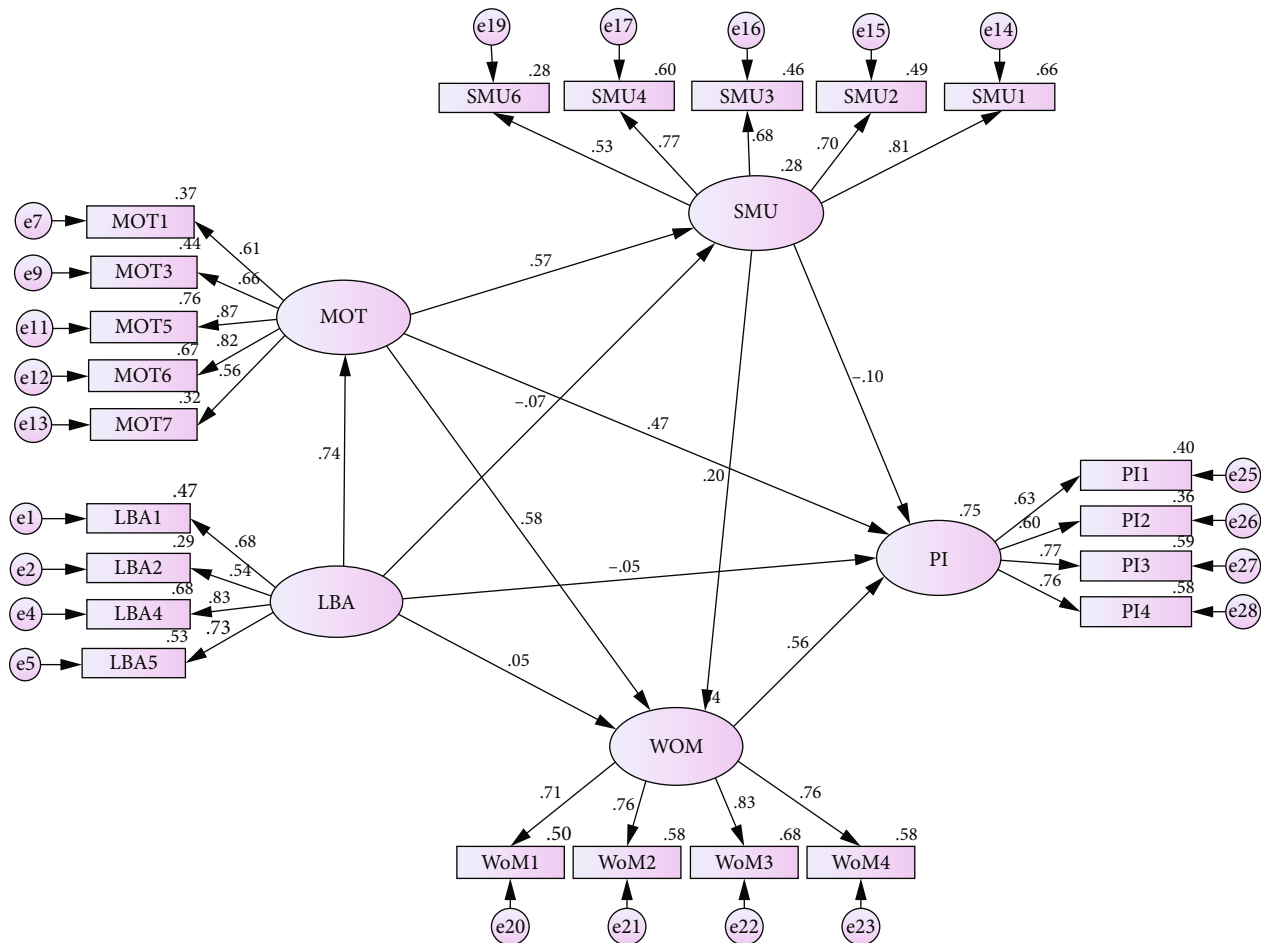 e19 e17 e16 e15 e14
.28 .60 .46 .49 .66
SMU6 SMU4 SMU3 SMU2 SMU1
.53 .77 .68 .70 .81
.28
SMU
.37
e7 MOT1
.61
.44
e9 MOT3
.66
.76
e11 MOT5
.87
.67
e12 MOT6
.82
.32
e13 MOT7
.56
MOT
.57
–.07
.47
–.10
.74
.20
.58
.47
e1 LBA1
.68
.29
e2 LBA2
.54
.68
e4 LBA4
.83
.53
e5 LBA5
.73
LBA
–.05
.05
.56
.75
PI
.40
.63 PI1 e25
.36
.60 PI2 e26
.59
.77 PI3 e27
.58
.76 PI4 e28
WOM
.71 .76 .83 .76
.50 .58 .68 .58
WoM1 WoM2 WoM3 WoM4
e20 e21 e22 e23